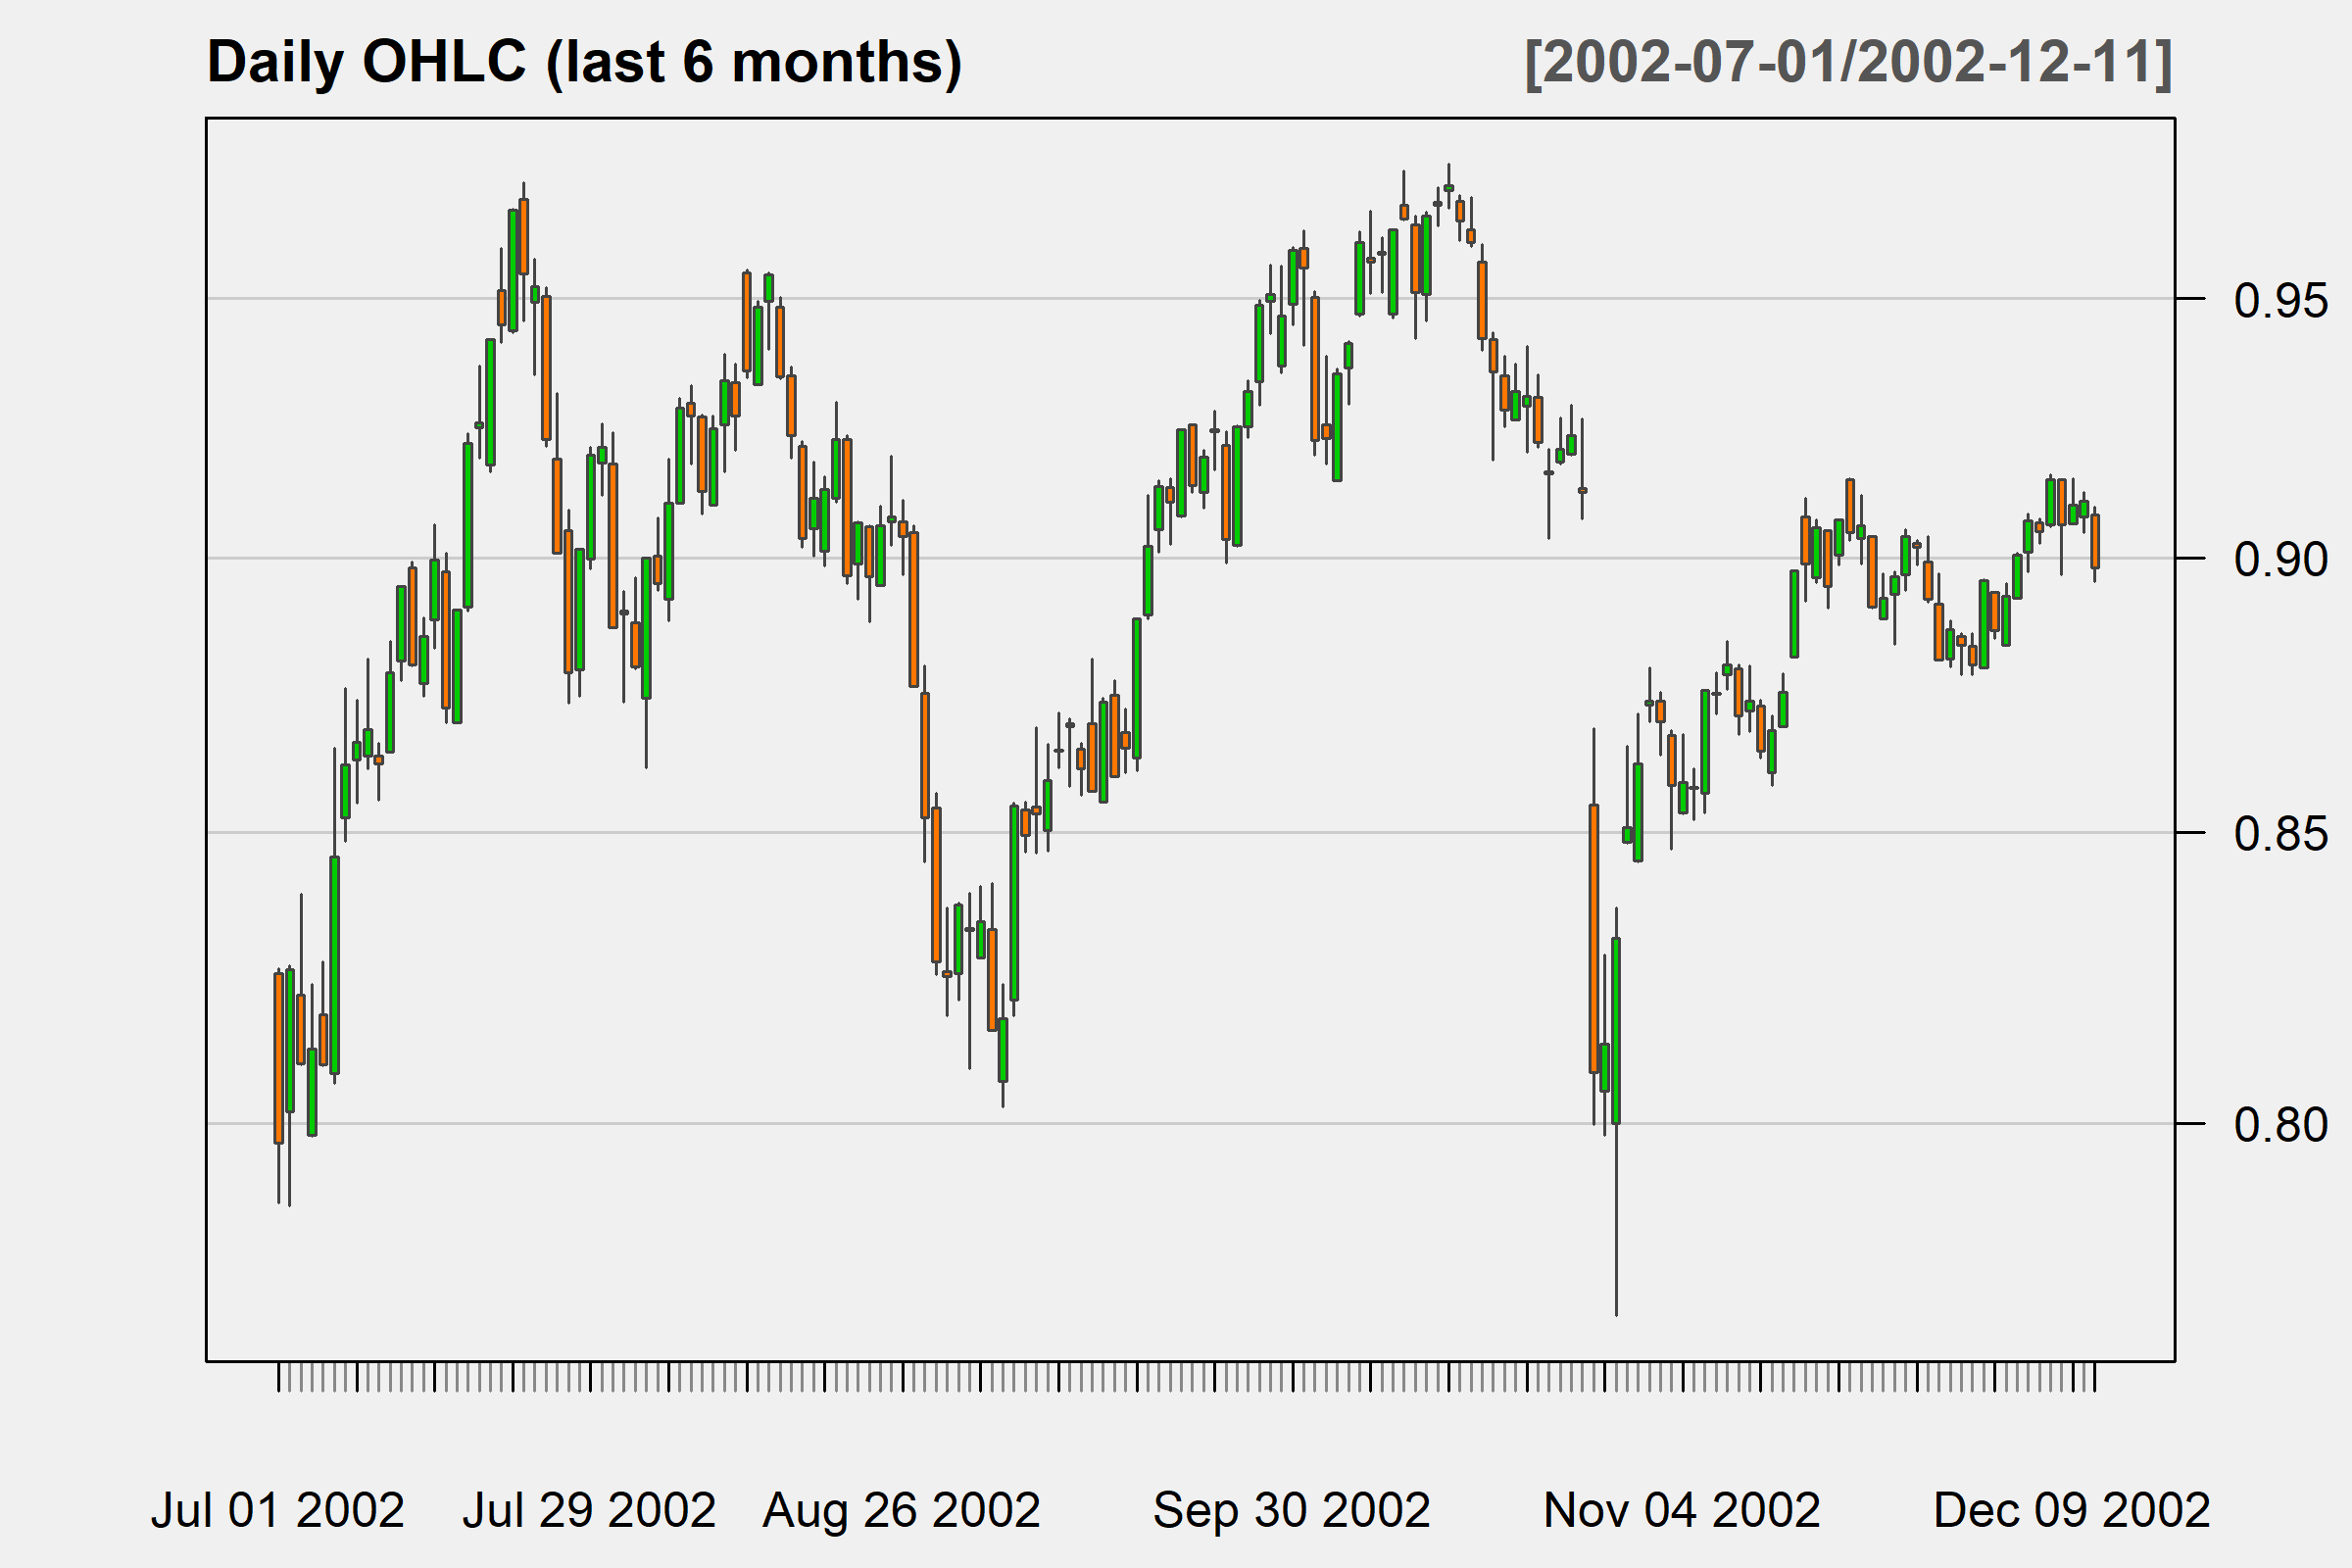 Daily OHLC (last 6 months) [2002-07-01/2002-12-11]
0.95
0.90
0.85
0.80
Jul 01 2002 Jul 29 2002 Aug 26 2002 Sep 30 2002 Nov 04 2002 Dec 09 2002